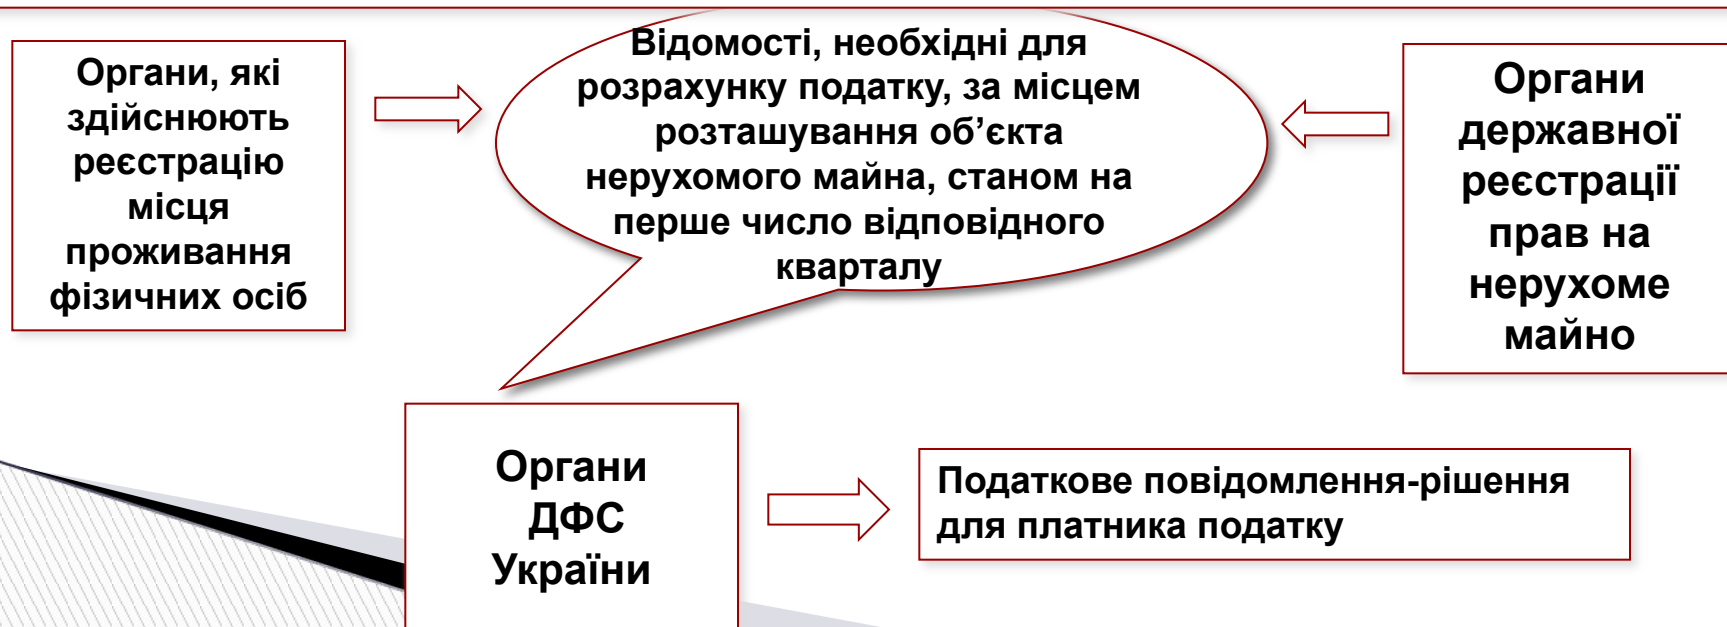 Органи, які
здійснюють
реєстрацію
місця
проживання
фізичних осіб
Відомості, необхідні для
розрахунку податку, за місцем
розташування об’єкта
нерухомого майна, станом на
перше число відповідного
кварталу
Органи
державної
реєстрації
прав на
нерухоме
майно
Органи
ДФС
України
Податкове повідомлення-рішення
для платника податку